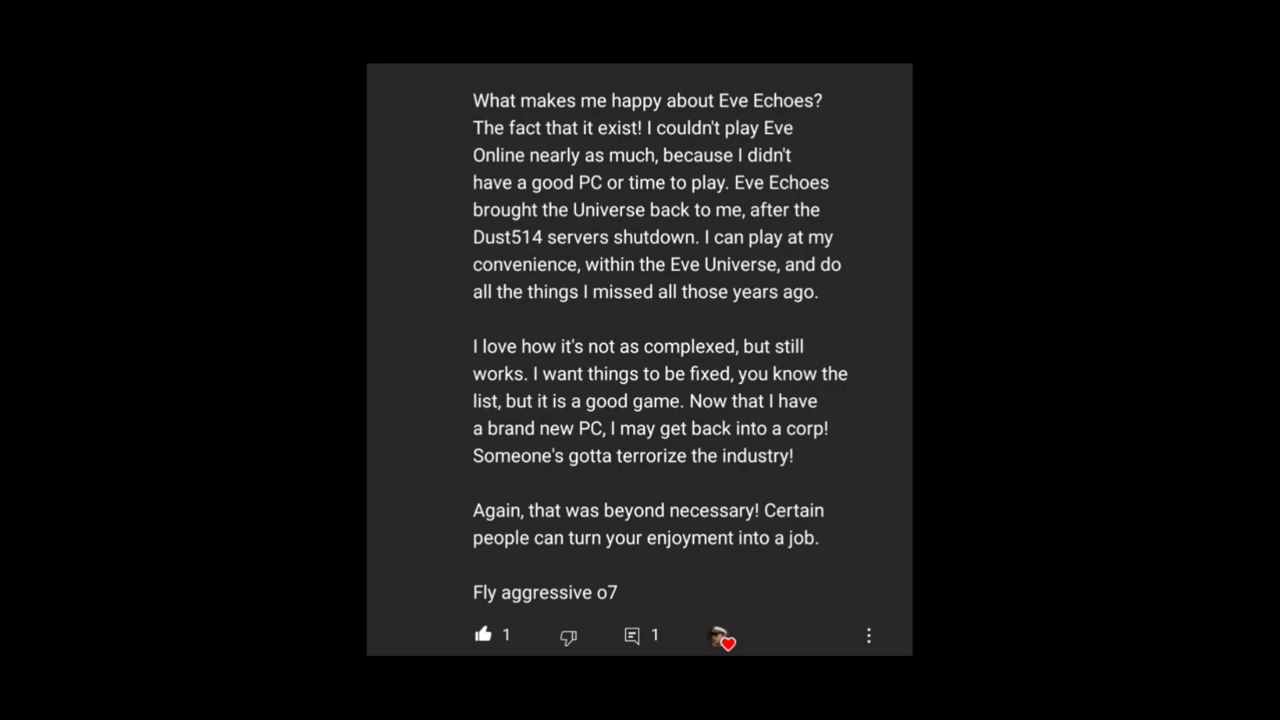 What makes me happy about Eve Echoes?
The fact that it exist! I couldn't play Eve
Online nearly as much, because I didn't
have a good PC or time to play. Eve Echoes
brought the Universe back to me, after the
Dust514 servers shutdown. I can play at my
convenience, within the Eve Universe, and do
all the things I missed all those years ago.
I love how it's not as complexed, but still
works. I want things to be fixed, you know the
list, but it is a good game. Now that I have
a brand new PC, I may get back into a corp!
Someone's gotta terrorize the industry!
Again, that was beyond necessary! Certain
people can turn your enjoyment into a job.
Fly aggressive o7
1 1